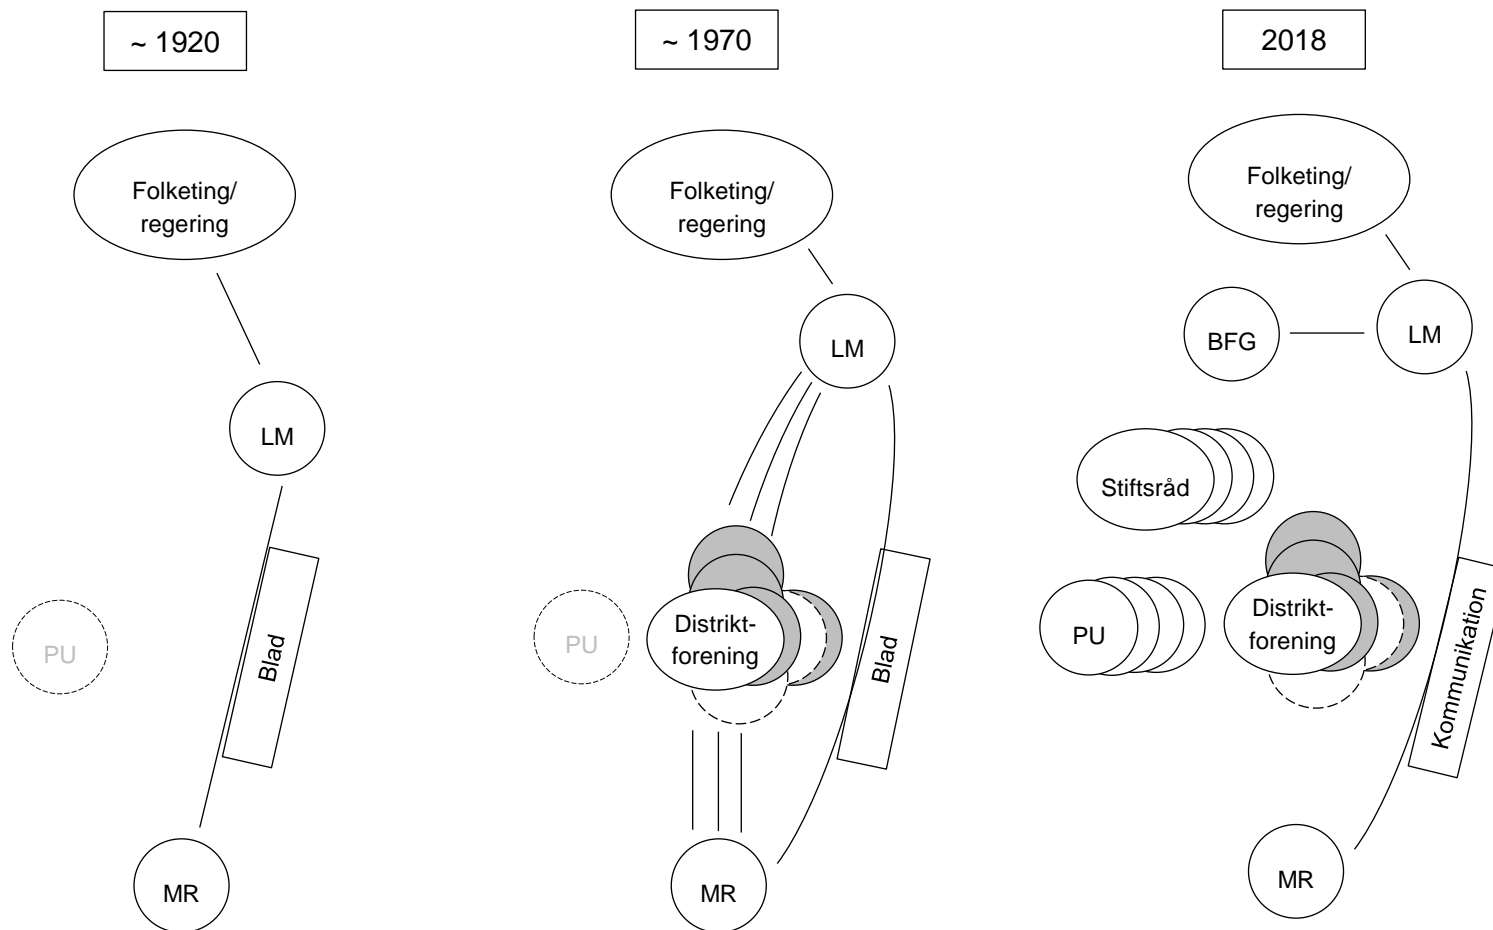 ~ 1920
Folketing/
regering
LM
PU
Blad
MR
~ 1970
Folketing/
regering
LM
PU
Distrikt-
forening
Blad
MR
2018
Folketing/
regering
BFG
LM
Stiftsråd
PU
Distrikt-
forening
Kommunikation
MR